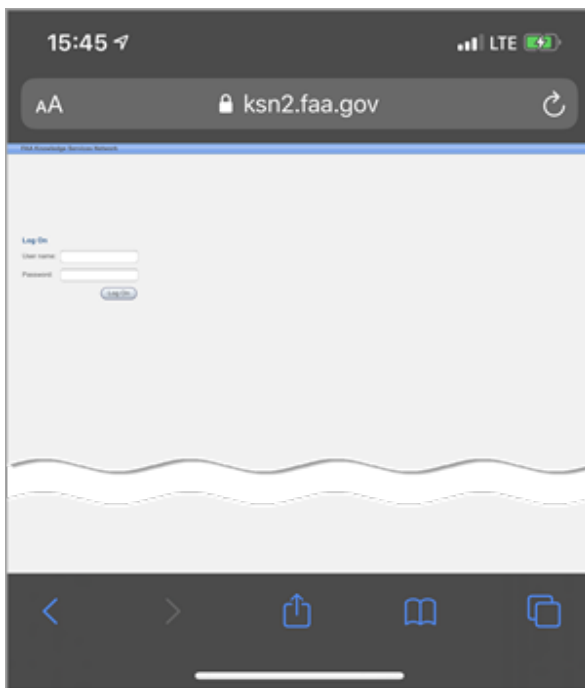 15:45
LTE
AA
ksn2.faa.gov
FAA Knowledge Services Network
Log On
User name:
Password:
Log On